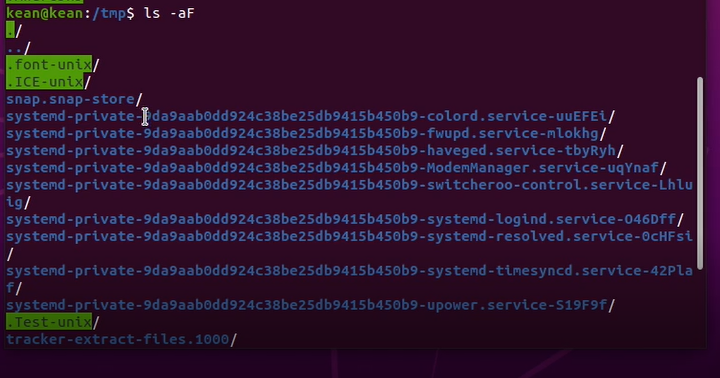 kean@kean:/tmp$ ls -aF
./
../
.font-unix/
.ICE-unix/
snap.snap-store/
systemd-private-9da9aab0dd924c38be25db9415b450b9-colord.service-uuEFEi/
systemd-private-9da9aab0dd924c38be25db9415b450b9-fwupd.service-mlokhg/
systemd-private-9da9aab0dd924c38be25db9415b450b9-haveged.service-tbyRyh/
systemd-private-9da9aab0dd924c38be25db9415b450b9-ModemManager.service-uqYnaf/
systemd-private-9da9aab0dd924c38be25db9415b450b9-switcheroo-control.service-Lhlu
ig/
systemd-private-9da9aab0dd924c38be25db9415b450b9-systemd-logind.service-O46Dff/
systemd-private-9da9aab0dd924c38be25db9415b450b9-systemd-resolved.service-0cHFsi
/
systemd-private-9da9aab0dd924c38be25db9415b450b9-systemd-timesyncd.service-42Pla
f/
systemd-private-9da9aab0dd924c38be25db9415b450b9-upower.service-S19F9f/
.Test-unix/
tracker-extract-files.1000/